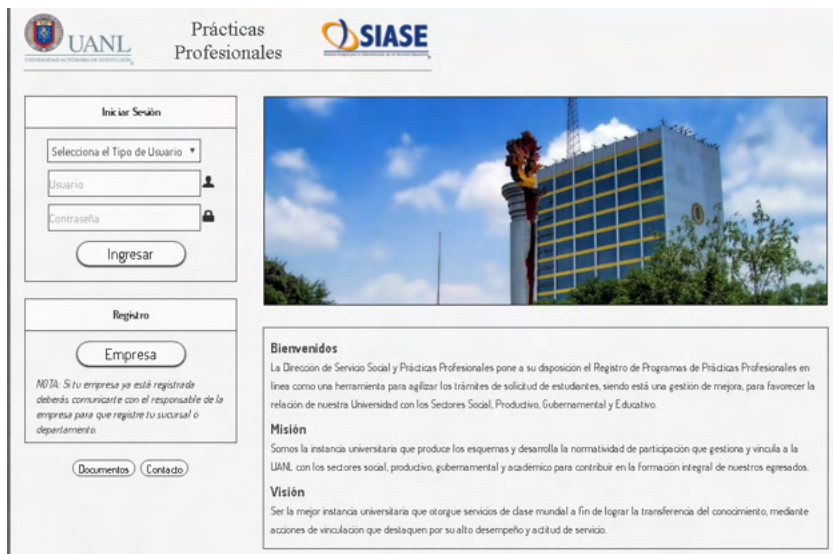 UANL
UNIVERSIDAD AUTÓNOMA DE NUEVO LEÓN
Prácticas
Profesionales
SIASE
Iniciar Sesión
Selecciona el Tipo de Usuario
Usuario
Contraseña
Ingresar
Registro
Empresa
NOTA: Si tu empresa ya está registrada
deberás comunicarte con el responsable de la
empresa para que registre tu sucursal ó
departamento.
Documentos Contacto
Bienvenidos
La Dirección de Servicio Social y Prácticas Profesionales pone a su disposición el Registro de Programas de Prácticas Profesionales en
línea como una herramienta para agilizar los trámites de solicitud de estudiantes, siendo está una gestión de mejora, para favorecer la
relación de nuestra Universidad con los Sectores Social, Productivo, Gubernamental y Educativo.
Misión
Somos la instancia universitaria que produce los esquemas y desarrolla la normatividad de participación que gestiona y vincula a la
UANL con los sectores social, productivo, gubernamental y académico para contribuir en la formación integral de nuestros egresados.
Visión
Ser la mejor instancia universitaria que otorgue servicios de clase mundial a fin de lograr la transferencia del conocimiento, mediante
acciones de vinculación que destaquen por su alto desempeño y actitud de servicio.